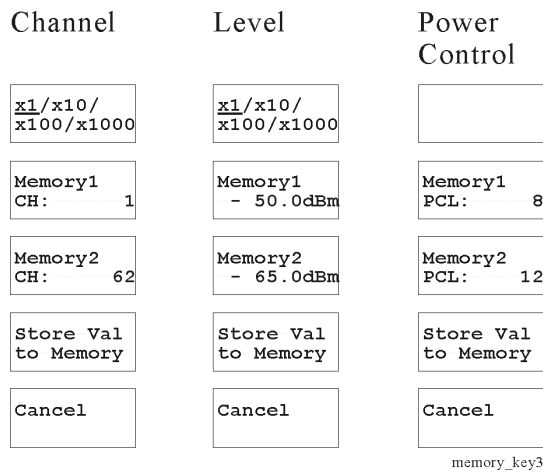 Channel
x1/x10/
x100/x1000
Memory1
CH: 1
Memory2
CH: 62
Store Val
to Memory
Cancel
Level
x1/x10/
x100/x1000
Memory1
- 50.0dBm
Memory2
- 65.0dBm
Store Val
to Memory
Cancel
Power
Control
Memory1
PCL: 8
Memory2
PCL: 12
Store Val
to Memory
Cancel
memory_key3